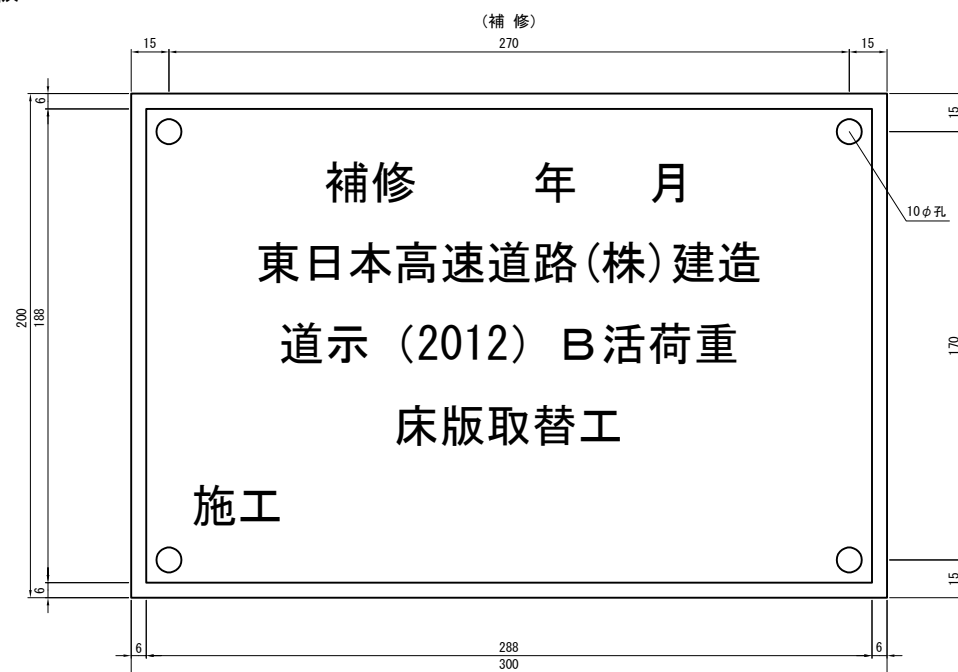 (補 修)
15 270 15
6
15
補修 年 月
10φ孔
東日本高速道路(株)建造
200
188
道示 (2012) B活荷重
170
床版取替工
施工
6
15
6 288 6
300